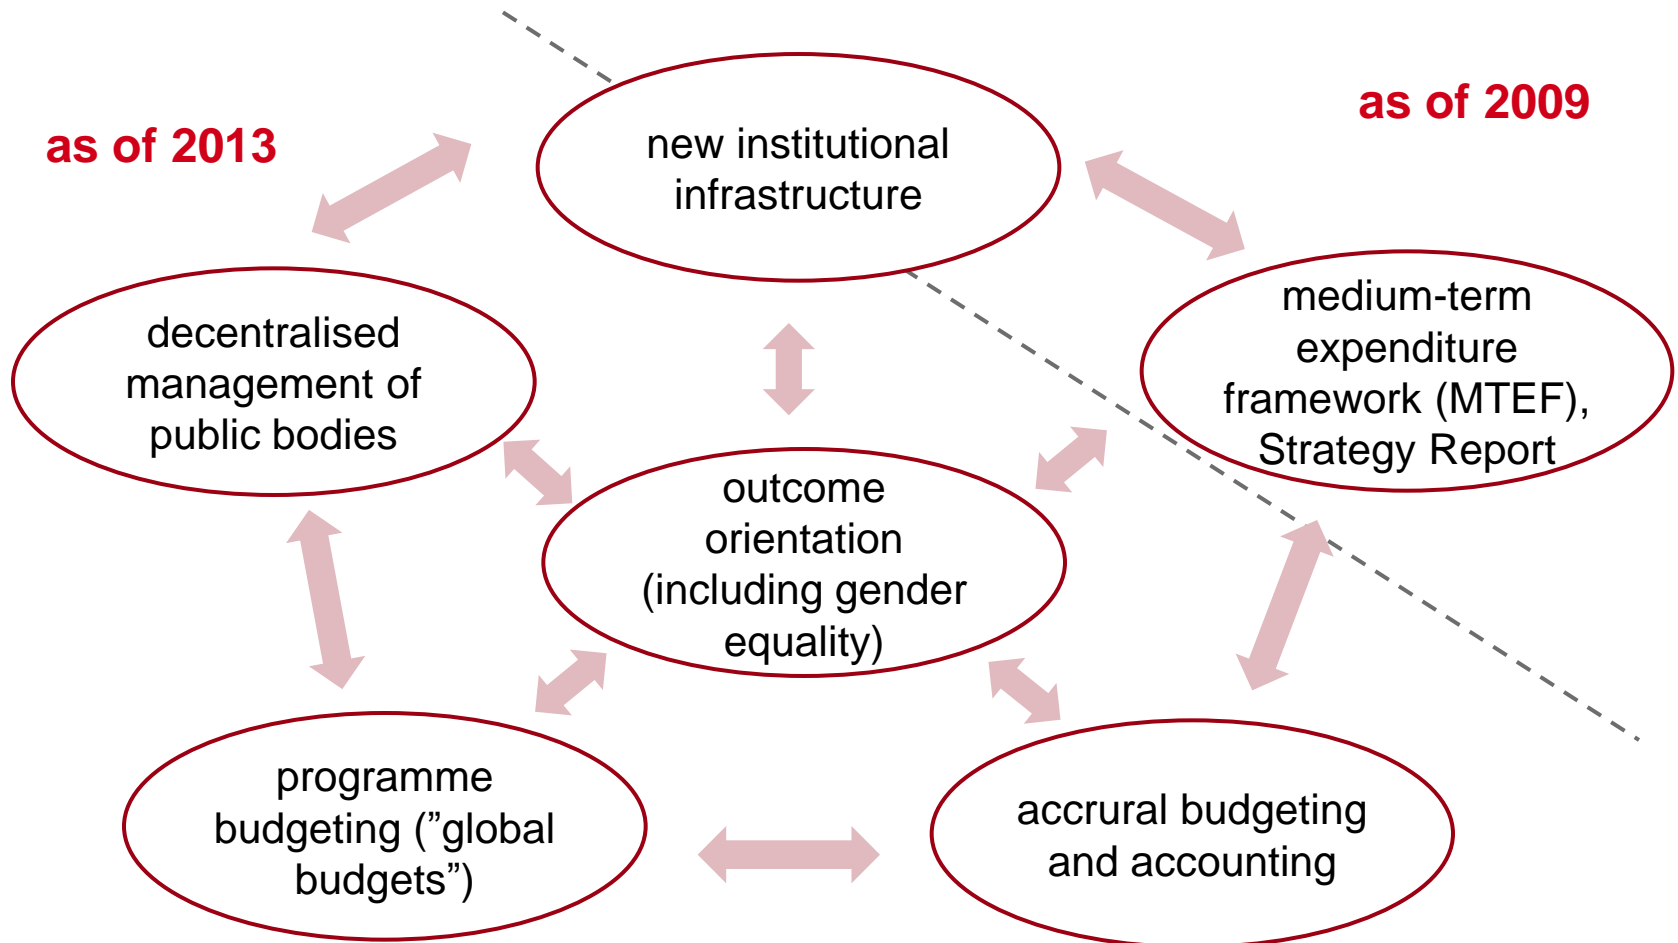 as of 2013
as of 2009
new institutional
infrastructure
decentralised
management of
public bodies
medium-term
expenditure
framework (MTEF),
Strategy Report
outcome
orientation
(including gender
equality)
programme
budgeting (”global
budgets”)
accrural budgeting
and accounting